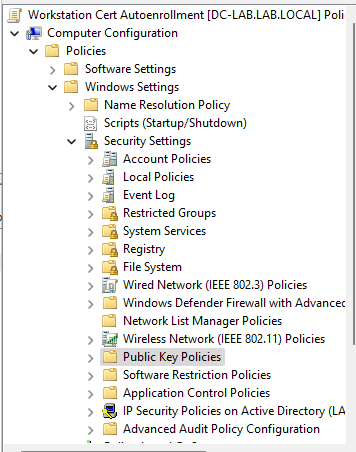 Workstation Cert Autoenrollment [DC-LAB.LAB.LOCAL] Poli
Computer Configuration
Policies
Software Settings
Windows Settings
Name Resolution Policy
Scripts (Startup/Shutdown)
Security Settings
Account Policies
Local Policies
Event Log
Restricted Groups
System Services
Registry
File System
Wired Network (IEEE 802.3) Policies
Windows Defender Firewall with Advanced
Network List Manager Policies
Wireless Network (IEEE 802.11) Policies
Public Key Policies
Software Restriction Policies
Application Control Policies
IP Security Policies on Active Directory (LA
Advanced Audit Policy Configuration